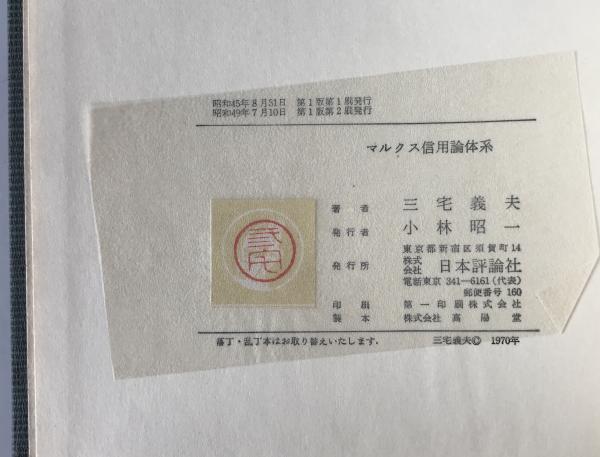 昭和45年8月31日 第1版第1刷発行
昭和49年7月10日 第1版第2刷発行
マルクス信用論体系
著者 三宅義夫
発行者 小林昭一
東京都新宿区須賀町14
発行所 株式会社 日本評論社
電話東京 341―6161(代表)
郵便番号 160
印刷 第一印刷株式会社
製本 株式会社 高陽堂
落丁・乱丁本はお取り替えいたします。 三宅義夫© 1970年
三宅